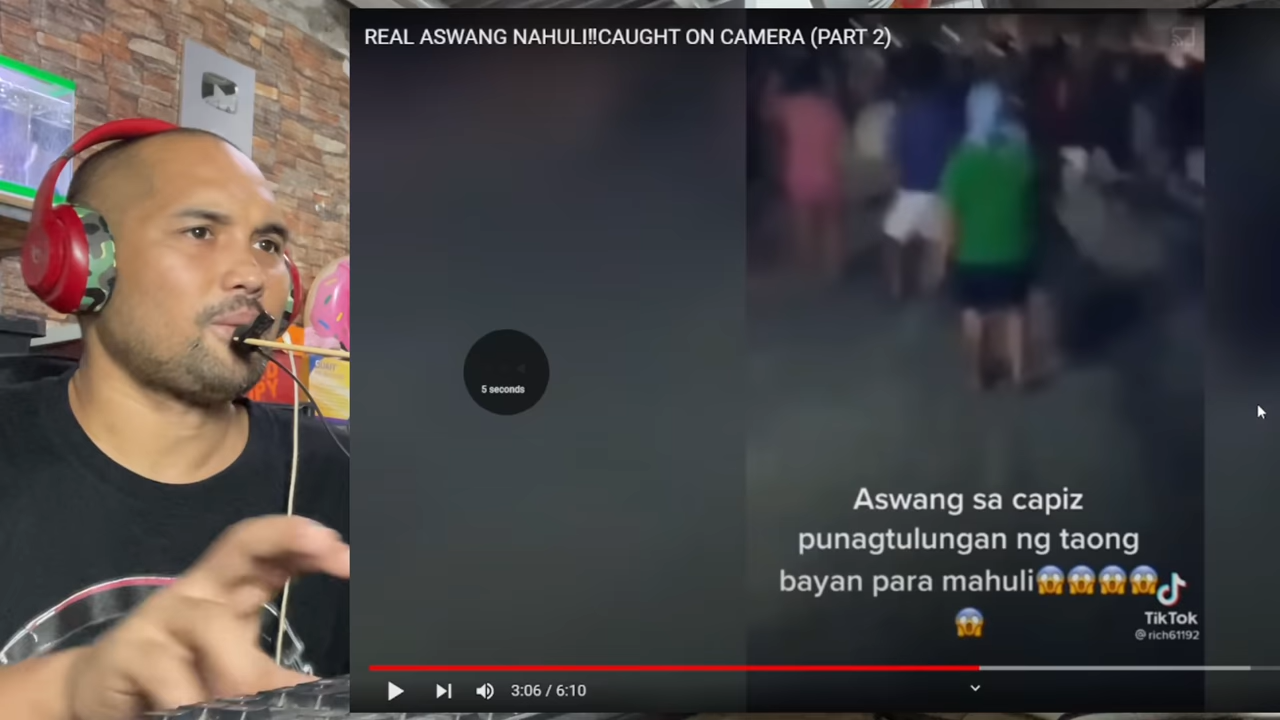 REAL ASWANG NAHULI‼CAUGHT ON CAMERA (PART 2)
5 seconds
Aswang sa capiz
punagtulungan ng taong
bayan para mahuli😱😱😱😱
😱
TikTok
@rich61192
3:06 / 6:10